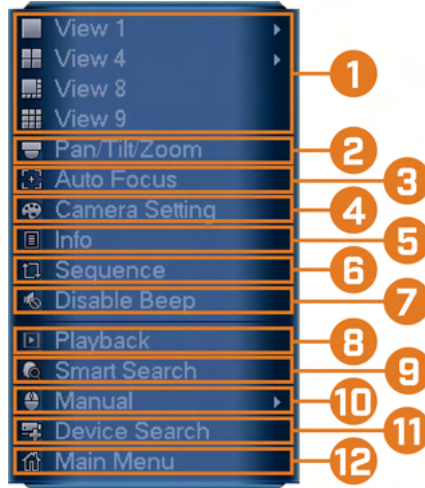 View 1
View 4
View 8
View 9
1
Pan/Tilt/Zoom
2
Auto Focus
3
Camera Setting
4
Info
5
Sequence
6
Disable Beep
7
Playback
8
Smart Search
9
Manual
10
Device Search
11
Main Menu
12